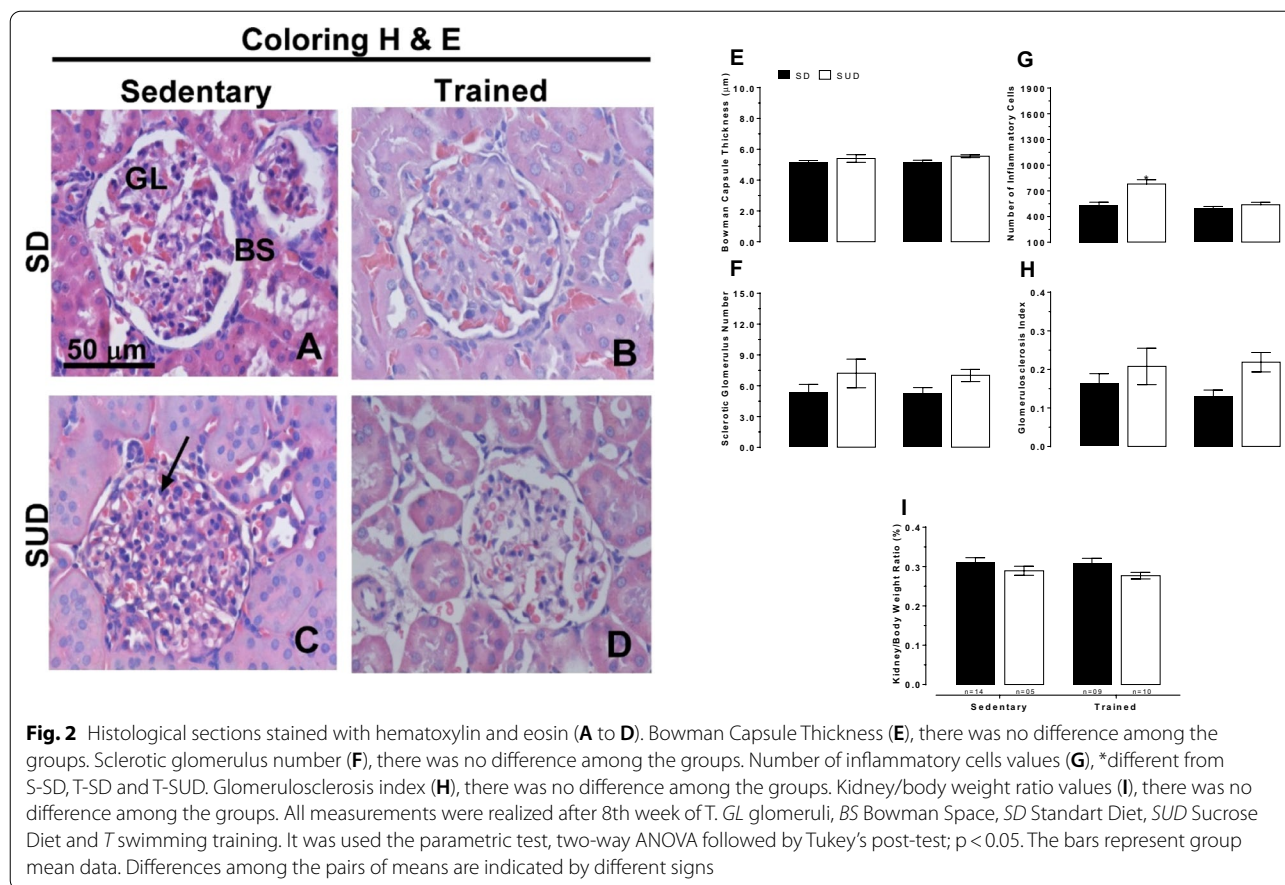 Coloring H & E
Sedentary
Trained
SD
GL
BS
50 μm
A
B
SUD
C
D
E
SD
SUD
Bowman Capsule Thickness (μm)
10.0
8.0
6.0
4.0
2.0
0.0
G
Number of Inflammatory Cells
1900
1600
1300
1000
700
400
100
*
F
Sclerotic Glomerulus Number
15.0
12.0
9.0
6.0
3.0
0.0
H
Glomerulosclerosis Index
0.4
0.3
0.2
0.1
0.0
I
Kidney/Body Weight Ratio (%)
0.4
0.3
0.2
0.1
0.0
n=14
n=05
n=09
n=10
Sedentary
Trained
Fig. 2 Histological sections stained with hematoxylin and eosin (A to D). Bowman Capsule Thickness (E), there was no difference among the
groups. Sclerotic glomerulus number (F), there was no difference among the groups. Number of inflammatory cells values (G), *different from
S-SD, T-SD and T-SUD. Glomerulosclerosis index (H), there was no difference among the groups. Kidney/body weight ratio values (I), there was no
difference among the groups. All measurements were realized after 8th week of T. GL glomeruli, BS Bowman Space, SD Standart Diet, SUD Sucrose
Diet and T swimming training. It was used the parametric test, two-way ANOVA followed by Tukey's post-test; p < 0.05. The bars represent group
mean data. Differences among the pairs of means are indicated by different signs